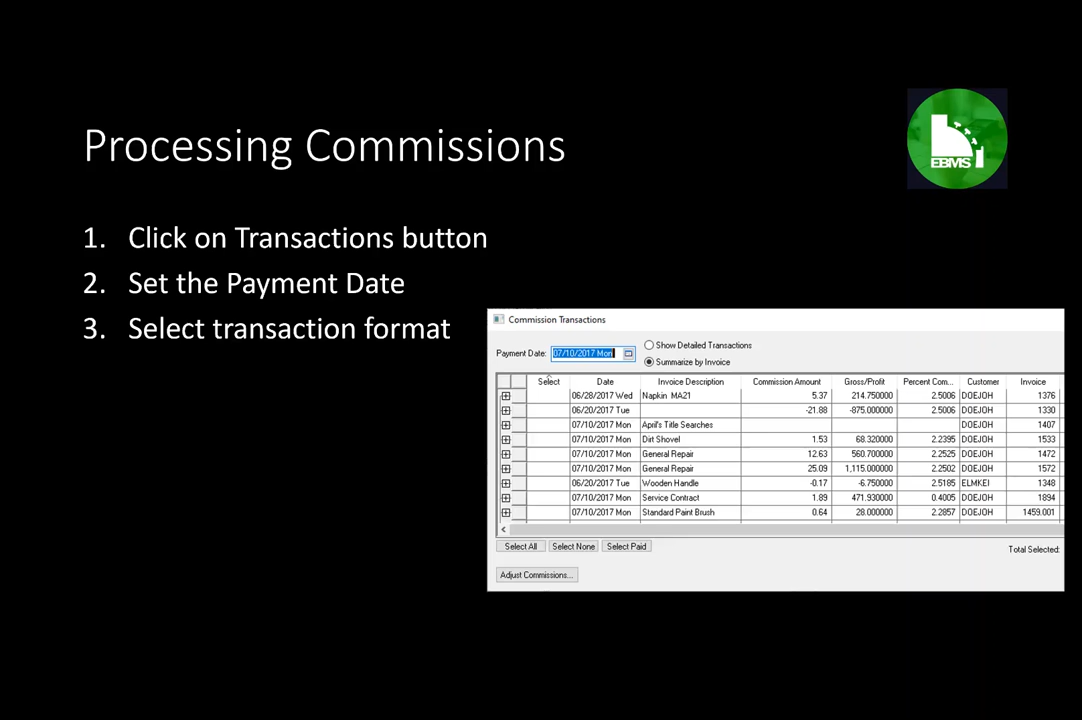 Processing Commissions
EBMS
1. Click on Transactions button
2. Set the Payment Date
3. Select transaction format
Commission Transactions
Payment Date: 07/10/2017 Mon
Show Detailed Transactions
Summarize by Invoice
Select Date Invoice Description Commission Amount Gross/Profit Percent Com... Customer Invoice
06/28/2017 Wed Napkin MA21 5.37 214.750000 2.5006 DOEJOH 1376
06/20/2017 Tue -21.88 -875.000000 2.5006 DOEJOH 1330
07/10/2017 Mon April's Title Searches DOEJOH 1407
07/10/2017 Mon Dirt Shovel 1.53 68.320000 2.2395 DOEJOH 1533
07/10/2017 Mon General Repair 12.63 560.700000 2.2525 DOEJOH 1472
07/10/2017 Mon General Repair 25.09 1,115.000000 2.2502 DOEJOH 1572
06/20/2017 Tue Wooden Handle -0.17 -6.750000 2.5185 ELMKEI 1348
07/10/2017 Mon Service Contract 1.89 471.930000 0.4005 DOEJOH 1894
07/10/2017 Mon Standard Paint Brush 0.64 28.000000 2.2857 DOEJOH 1459.001
Select All Select None Select Paid
Total Selected:
Adjust Commissions...